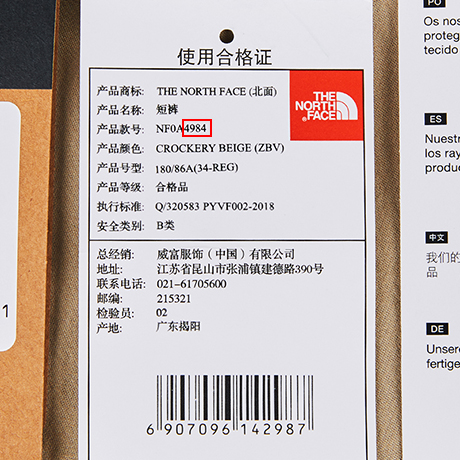 使用合格证
产品商标: THE NORTH FACE (北面)
产品名称: 短裤
产品款号: NF0A4984
产品颜色: CROCKERY BEIGE (ZBV)
产品号型: 180/86A(34-REG)
产品等级: 合格品
执行标准: Q/320583 PYVF002-2018
安全类别: B类
THE
NORTH
FACE
总经销: 威富服饰（中国）有限公司
地址: 江苏省昆山市张浦镇建德路390号
联系电话: 021-61705600
邮编: 215321
检验员: 02
产地: 广东揭阳
6 907096 142987
1
PO
Os nos
proteg
tecido
ES
Nuestr
los ray
produc
中文
我们的
品
DE
Unsere
fertige